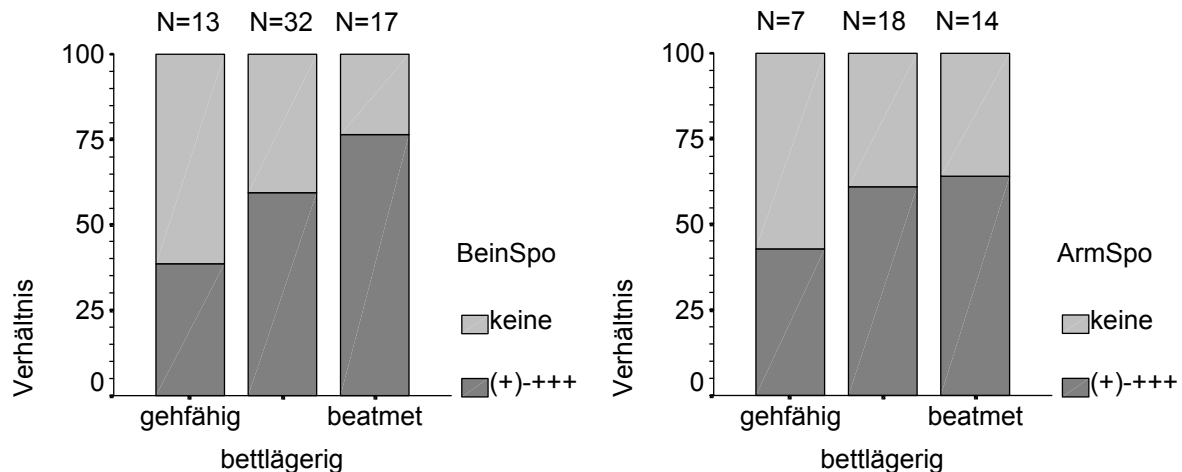 N=13 N=32 N=17
100
75
50
25
0
Verhältnis
gehfähig beatmet
bettlägerig
BeinSpo
keine
(+)-+++
N=7 N=18 N=14
100
75
50
25
0
Verhältnis
gehfähig beatmet
bettlägerig
ArmSpo
keine
(+)-+++